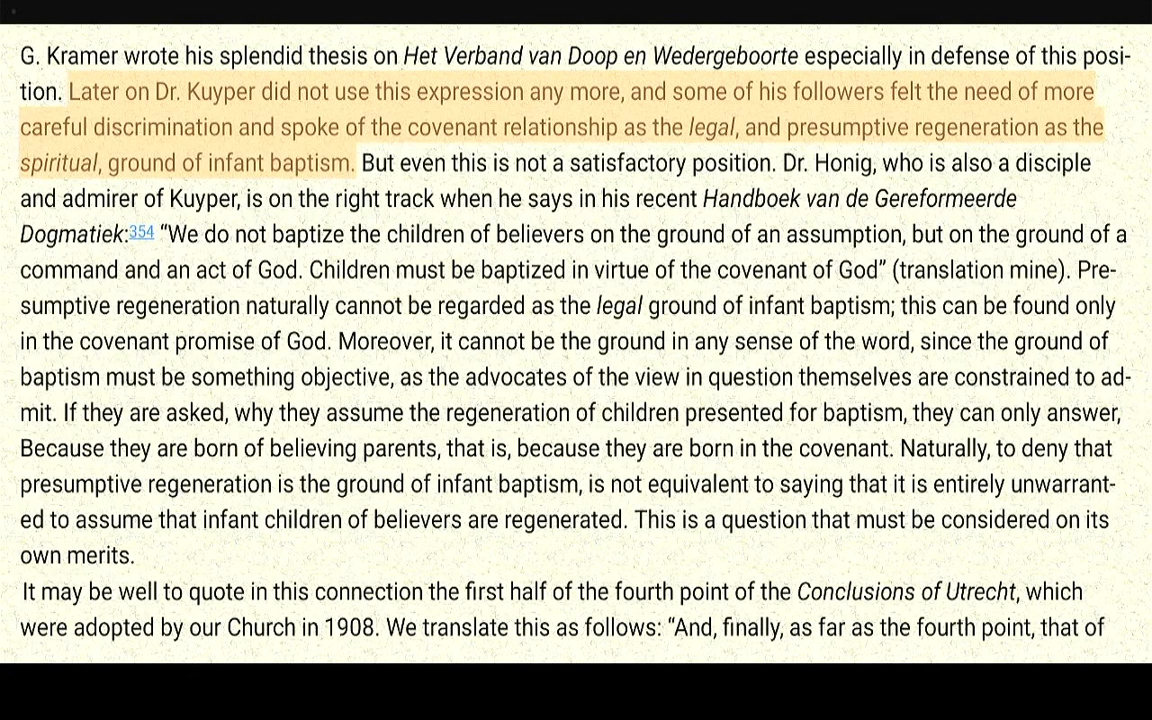 G. Kramer wrote his splendid thesis on Het Verband van Doop en Wedergeboorte especially in defense of this posi-
tion. Later on Dr. Kuyper did not use this expression any more, and some of his followers felt the need of more
careful discrimination and spoke of the covenant relationship as the legal, and presumptive regeneration as the
spiritual, ground of infant baptism. But even this is not a satisfactory position. Dr. Honig, who is also a disciple
and admirer of Kuyper, is on the right track when he says in his recent Handboek van de Gereformeerde
Dogmatiek:354 “We do not baptize the children of believers on the ground of an assumption, but on the ground of a
command and an act of God. Children must be baptized in virtue of the covenant of God” (translation mine). Pre-
sumptive regeneration naturally cannot be regarded as the legal ground of infant baptism; this can be found only
in the covenant promise of God. Moreover, it cannot be the ground in any sense of the word, since the ground of
baptism must be something objective, as the advocates of the view in question themselves are constrained to ad-
mit. If they are asked, why they assume the regeneration of children presented for baptism, they can only answer,
Because they are born of believing parents, that is, because they are born in the covenant. Naturally, to deny that
presumptive regeneration is the ground of infant baptism, is not equivalent to saying that it is entirely unwarrant-
ed to assume that infant children of believers are regenerated. This is a question that must be considered on its
own merits.
It may be well to quote in this connection the first half of the fourth point of the Conclusions of Utrecht, which
were adopted by our Church in 1908. We translate this as follows: “And, finally, as far as the fourth point, that of